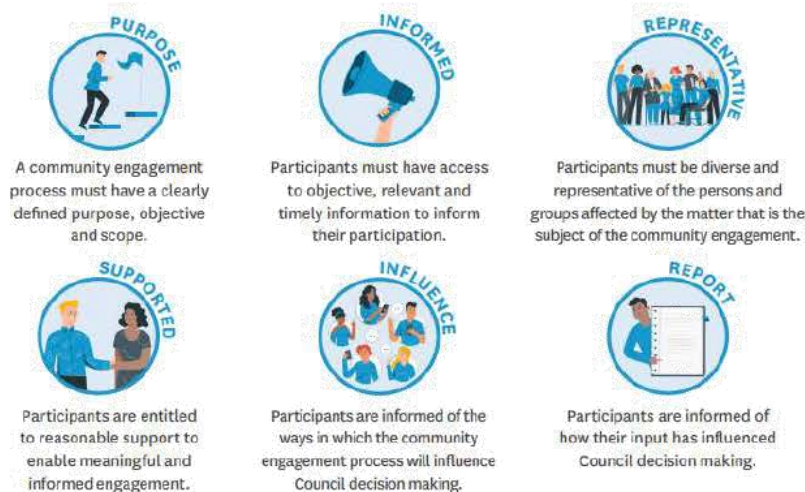 PURPOSE
A community engagement
process must have a clearly
defined purpose, objective
and scope.
INFORMED
Participants must have access
to objective, relevant and
timely information to inform
their participation.
REPRESENTATIVE
Participants must be diverse and
representative of the persons and
groups affected by the matter that is the
subject of the community engagement.
SUPPORTED
Participants are entitled
to reasonable support to
enable meaningful and
informed engagement.
INFLUENCE
Participants are informed of the
ways in which the community
engagement process will influence
Council decision making.
REPORT
Participants are informed of
how their input has influenced
Council decision making.